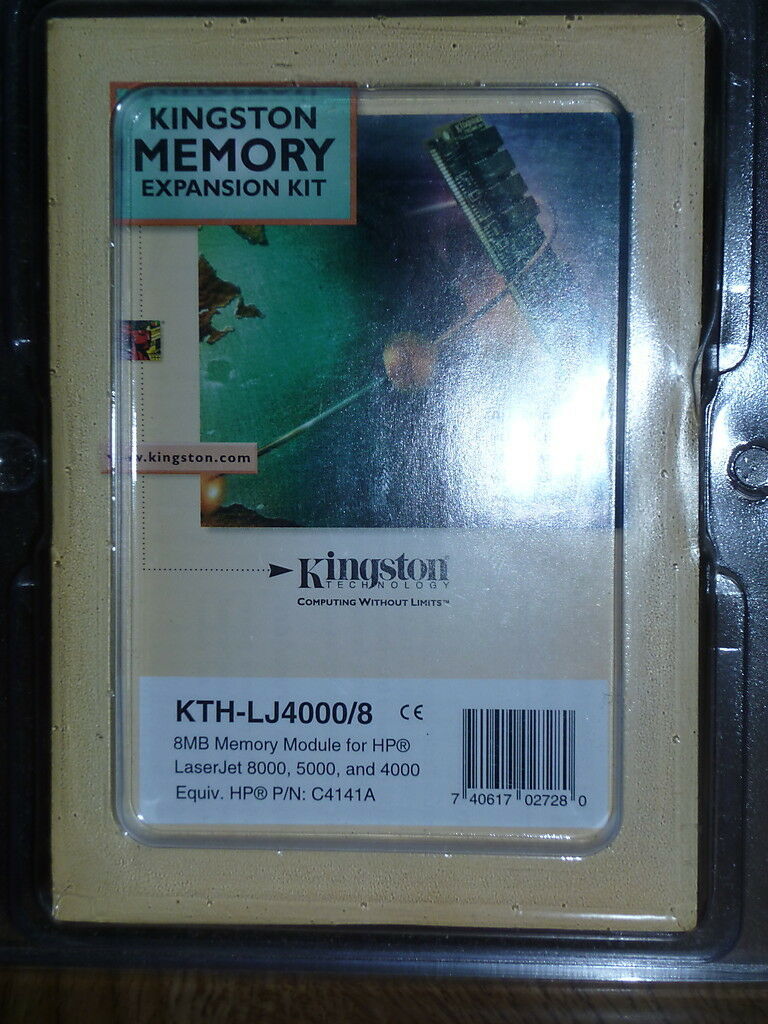 KINGSTON
MEMORY
EXPANSION KIT
www.kingston.com
Kingston®
TECHNOLOGY
COMPUTING WITHOUT LIMITS™
KTH-LJ4000/8 CE
8MB Memory Module for HP®
LaserJet 8000, 5000, and 4000
Equiv. HP® P/N: C4141A
7 40617 02728 0